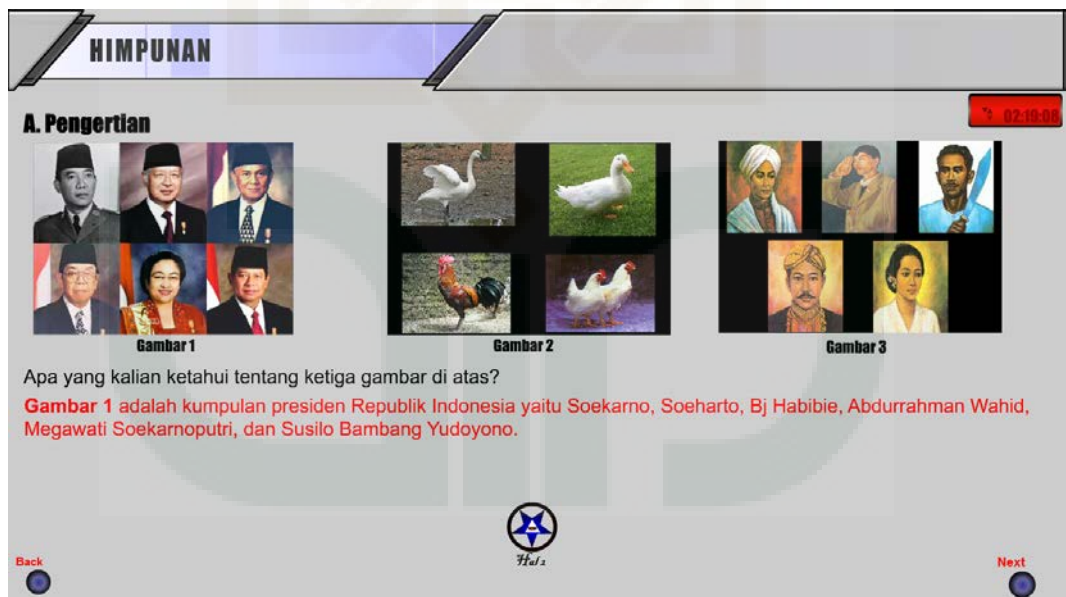 HIMPUNAN
A. Pengertian
02:19:08
Gambar 1
Gambar 2
Gambar 3
Apa yang kalian ketahui tentang ketiga gambar di atas?
Gambar 1 adalah kumpulan presiden Republik Indonesia yaitu Soekarno, Soeharto, Bj Habibie, Abdurrahman Wahid,
Megawati Soekarnoputri, dan Susilo Bambang Yudoyono.
Hal 2
Back
Next